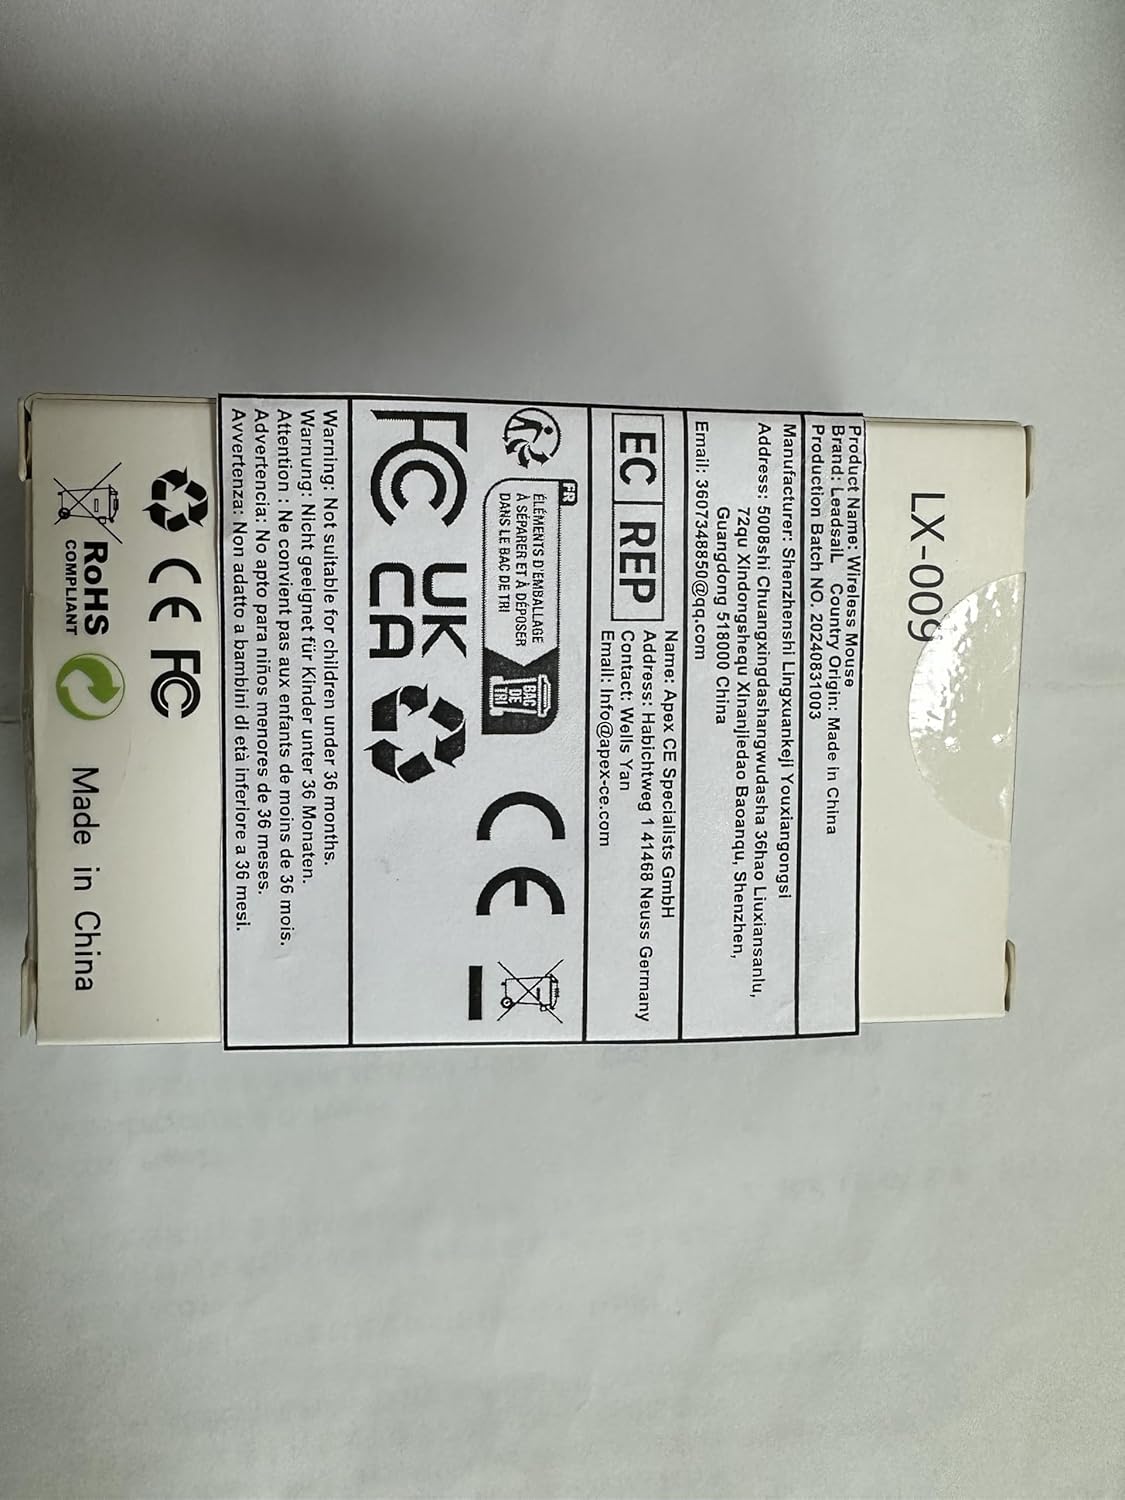 LX-009
Product Name: Wireless Mouse
Brand: LeadsaiL Country Origin: Made in China
Production Batch NO. 20240831003
Manufacturer: Shenzhenshi Lingxuankeji Youxiangongsi
Address: 5008shi Chuangxingdashangwudasha 36hao Liuxiansanlu,
72qu Xindongshequ Xinanjiedao Baoanqu, Shenzhen,
Guangdong 518000 China
Email: 3607348850@qq.com
EC REP
Name: Apex CE Specialists GmbH
Address: Habichtweg 1 41468 Neuss Germany
Contact: Wells Yan
Email: Info@apex-ce.com
FR
ÉLÉMENTS D'EMBALLAGE
À SÉPARER ET À DÉPOSER
DANS LE BAC DE TRI
BAC
DE
TRI
CE
FC
UK
CA
Warning: Not suitable for children under 36 months.
Warnung: Nicht geeignet für Kinder unter 36 Monaten.
Attention : Ne convient pas aux enfants de moins de 36 mois.
Advertencia: No apto para niños menores de 36 meses.
Avvertenza: Non adatto a bambini di età inferiore a 36 mesi.
CE FC
RoHS
COMPLIANT
Made in China